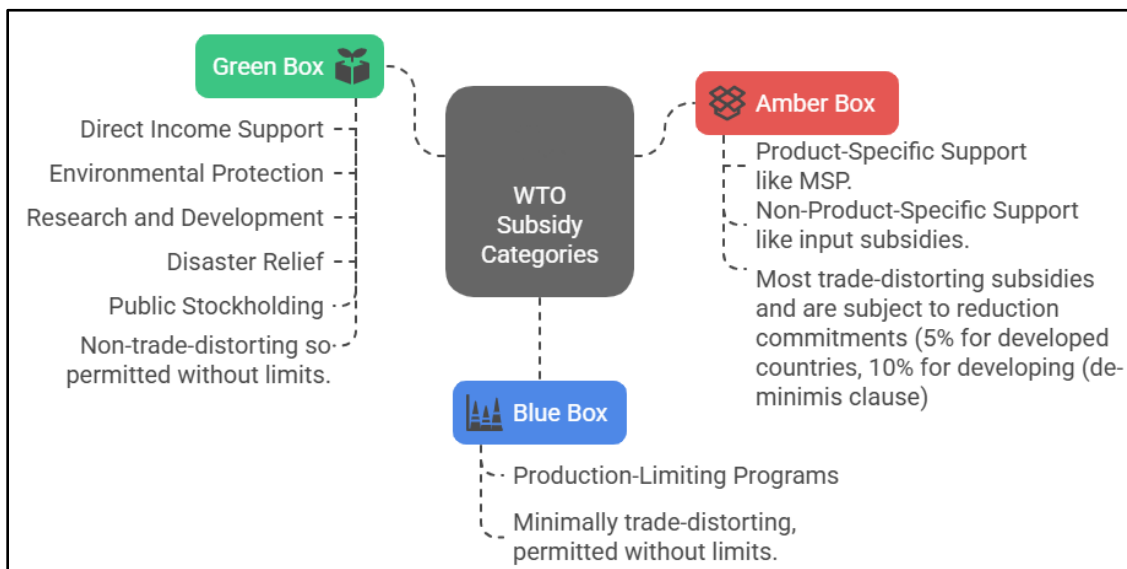 Green Box
Direct Income Support
Environmental Protection
Research and Development
Disaster Relief
Public Stockholding
Non-trade-distorting so
permitted without limits.
WTO
Subsidy
Categories
Amber Box
Product-Specific Support
like MSP.
Non-Product-Specific Support
like input subsidies.
Most trade-distorting subsidies
and are subject to reduction
commitments (5% for developed
countries, 10% for developing (de-
minimis clause)
Blue Box
Production-Limiting Programs
Minimally trade-distorting,
permitted without limits.